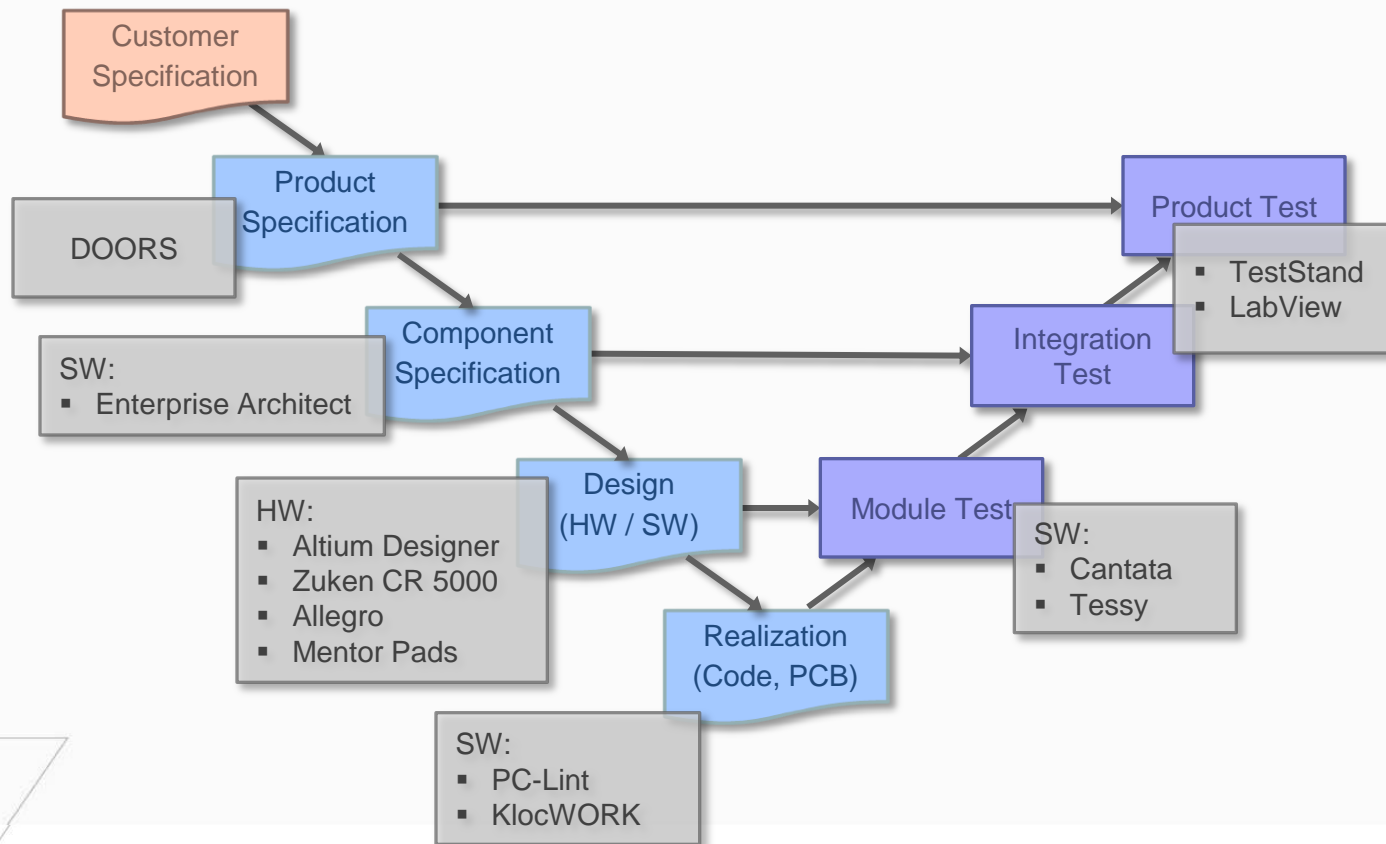 Customer
Specification
Product
Specification
DOORS
Product Test
▪ TestStand
▪ LabView
Component
Specification
SW:
▪ Enterprise Architect
Integration
Test
Design
(HW / SW)
HW:
▪ Altium Designer
▪ Zuken CR 5000
▪ Allegro
▪ Mentor Pads
Module Test
SW:
▪ Cantata
▪ Tessy
Realization
(Code, PCB)
SW:
▪ PC-Lint
▪ KlocWORK